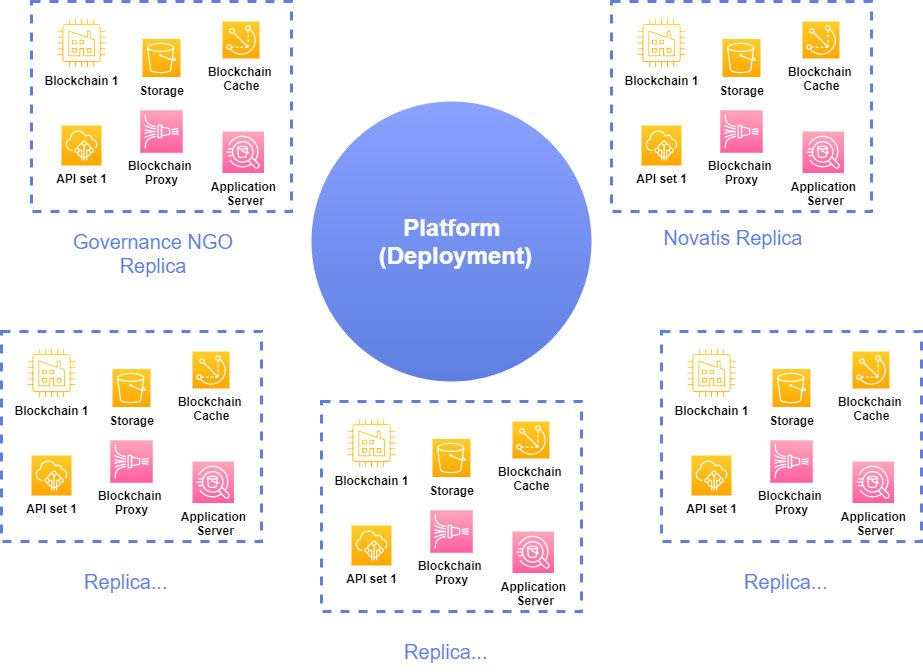 Blockchain 1
Storage
Blockchain
Cache
API set 1
Blockchain
Proxy
Application
Server
Governance NGO
Replica
Blockchain 1
Storage
Blockchain
Cache
API set 1
Blockchain
Proxy
Application
Server
Novatis Replica
Platform
(Deployment)
Blockchain 1
Storage
Blockchain
Cache
API set 1
Blockchain
Proxy
Application
Server
Replica...
Blockchain 1
Storage
Blockchain
Cache
API set 1
Blockchain
Proxy
Application
Server
Replica...
Blockchain 1
Storage
Blockchain
Cache
API set 1
Blockchain
Proxy
Application
Server
Replica...